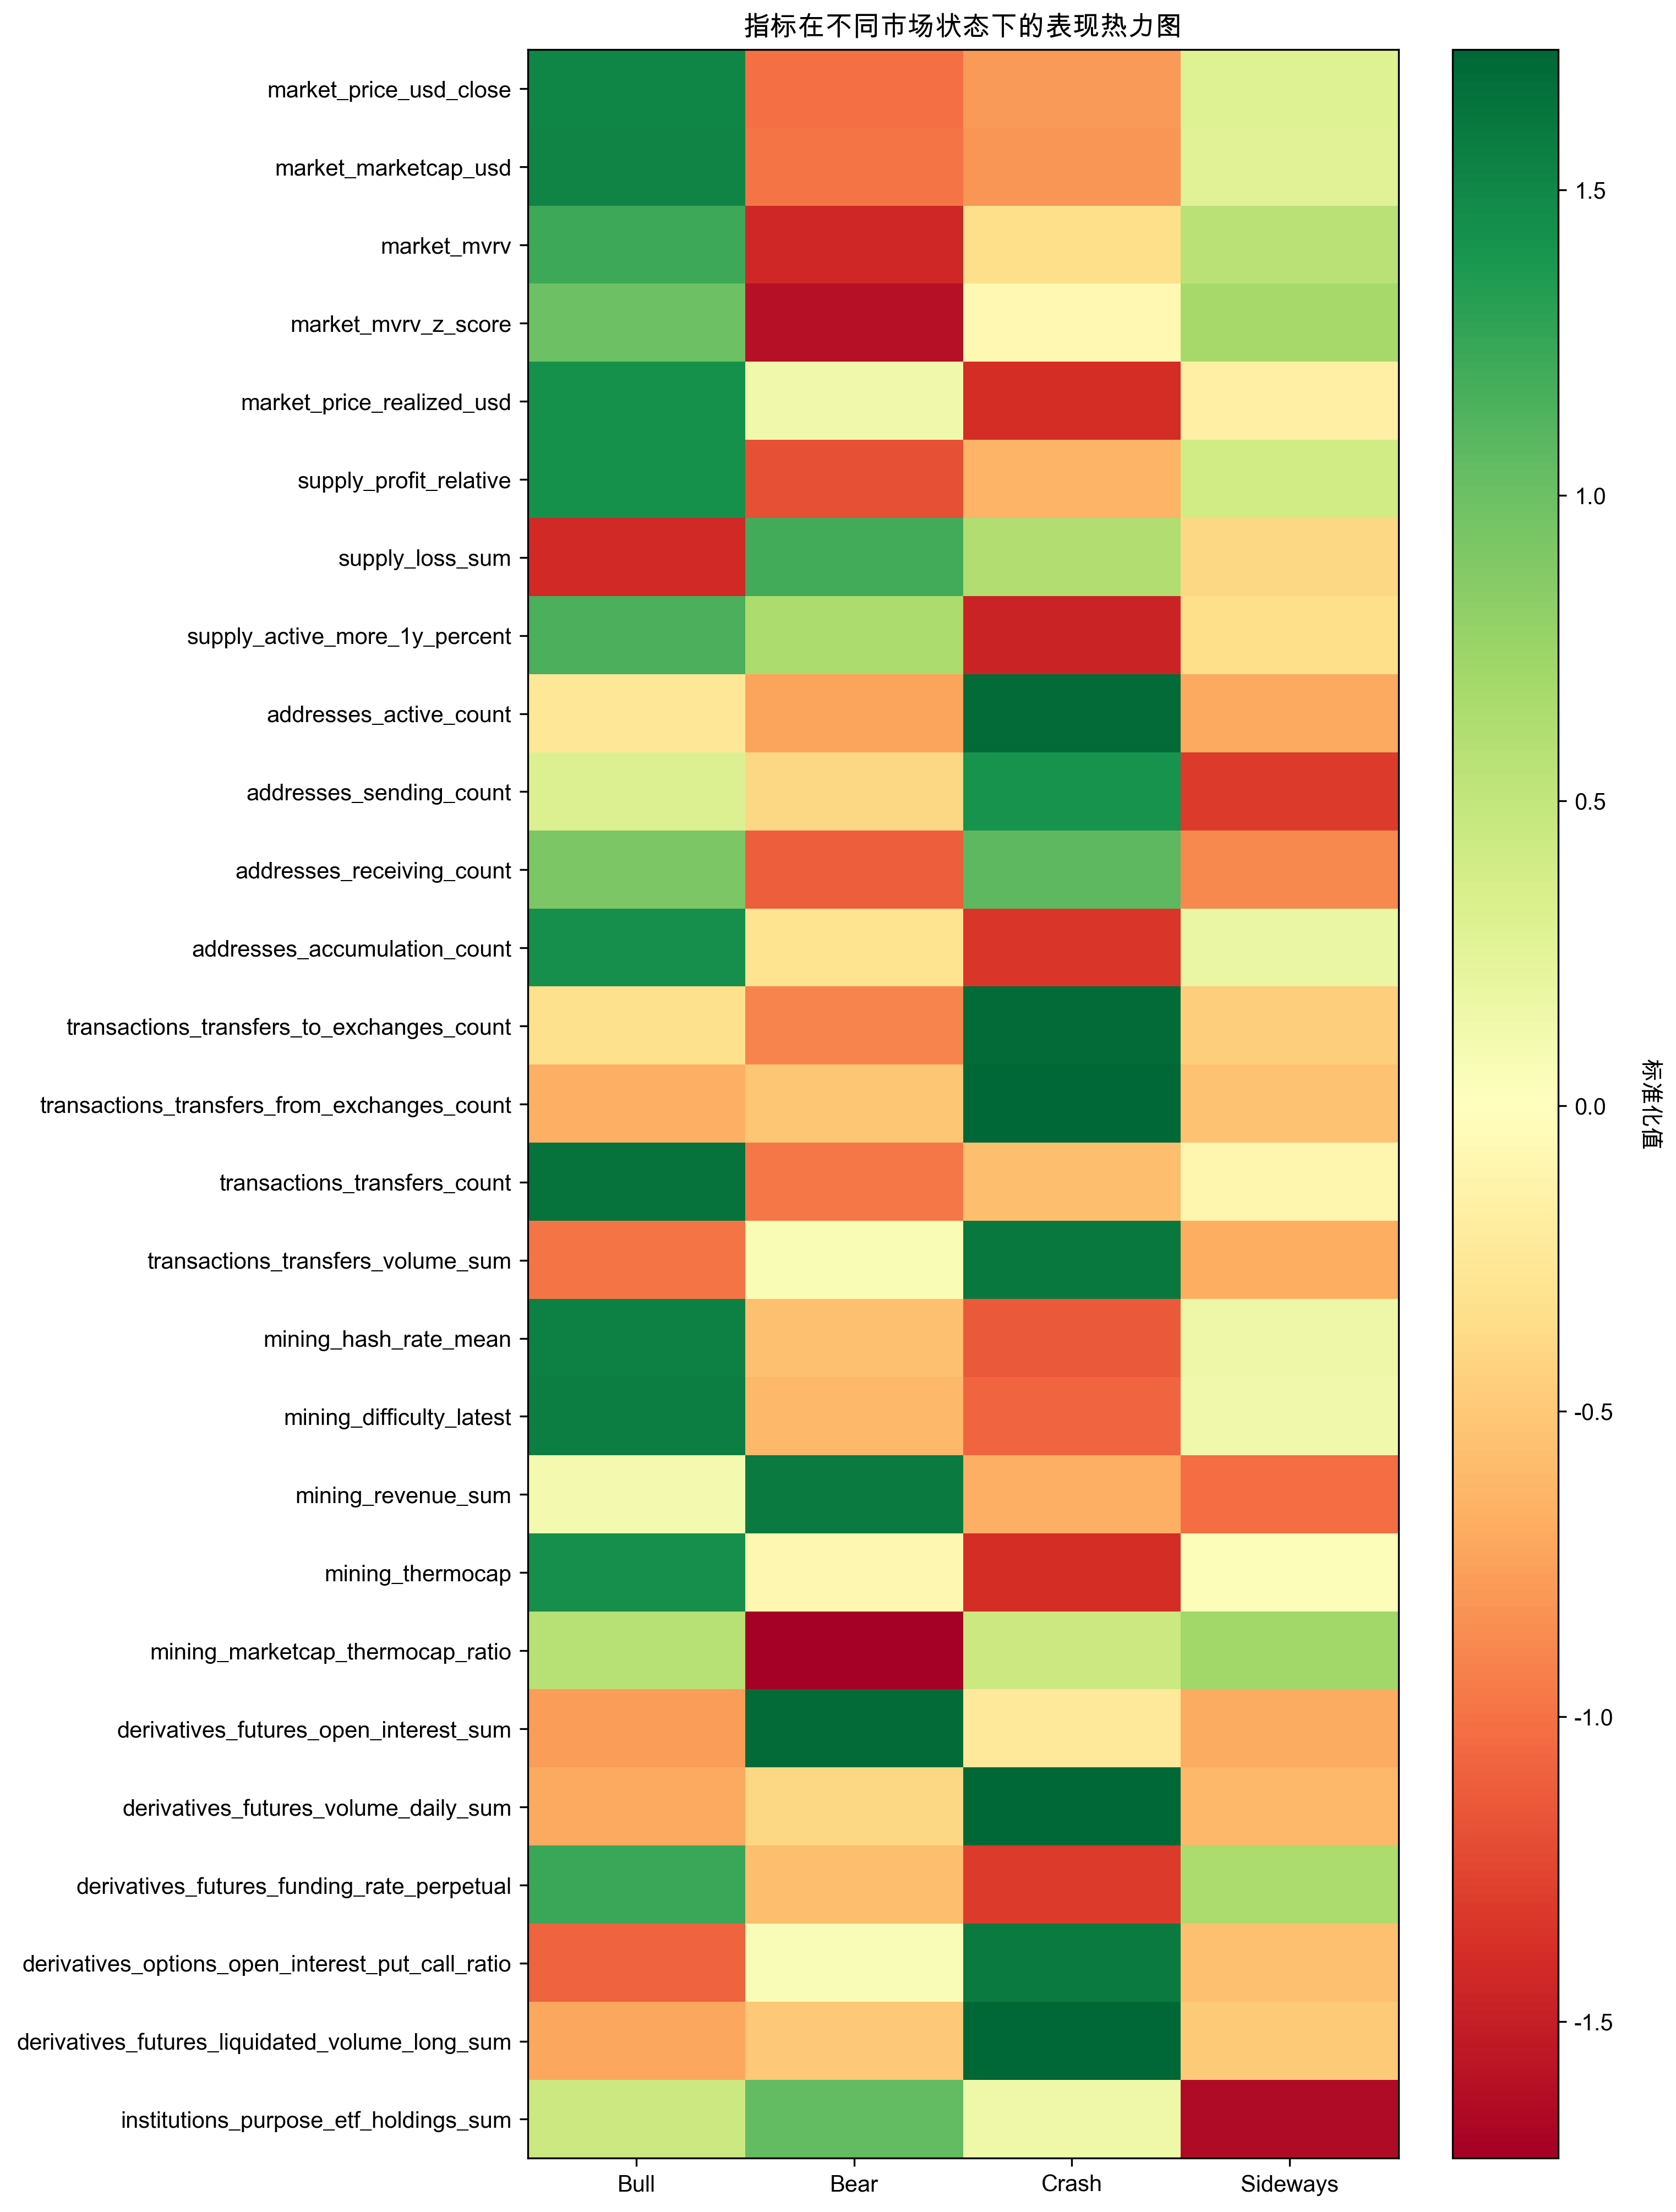 指标在不同市场状态下的表现热力图
market_price_usd_close
market_marketcap_usd
market_mvrv
market_mvrv_z_score
market_price_realized_usd
supply_profit_relative
supply_loss_sum
supply_active_more_1y_percent
addresses_active_count
addresses_sending_count
addresses_receiving_count
addresses_accumulation_count
transactions_transfers_to_exchanges_count
transactions_transfers_from_exchanges_count
transactions_transfers_count
transactions_transfers_volume_sum
mining_hash_rate_mean
mining_difficulty_latest
mining_revenue_sum
mining_thermocap
mining_marketcap_thermocap_ratio
derivatives_futures_open_interest_sum
derivatives_futures_volume_daily_sum
derivatives_futures_funding_rate_perpetual
derivatives_options_open_interest_put_call_ratio
derivatives_futures_liquidated_volume_long_sum
institutions_purpose_etf_holdings_sum
Bull
Bear
Crash
Sideways
1.5
1.0
0.5
0.0
-0.5
-1.0
-1.5
标准化值